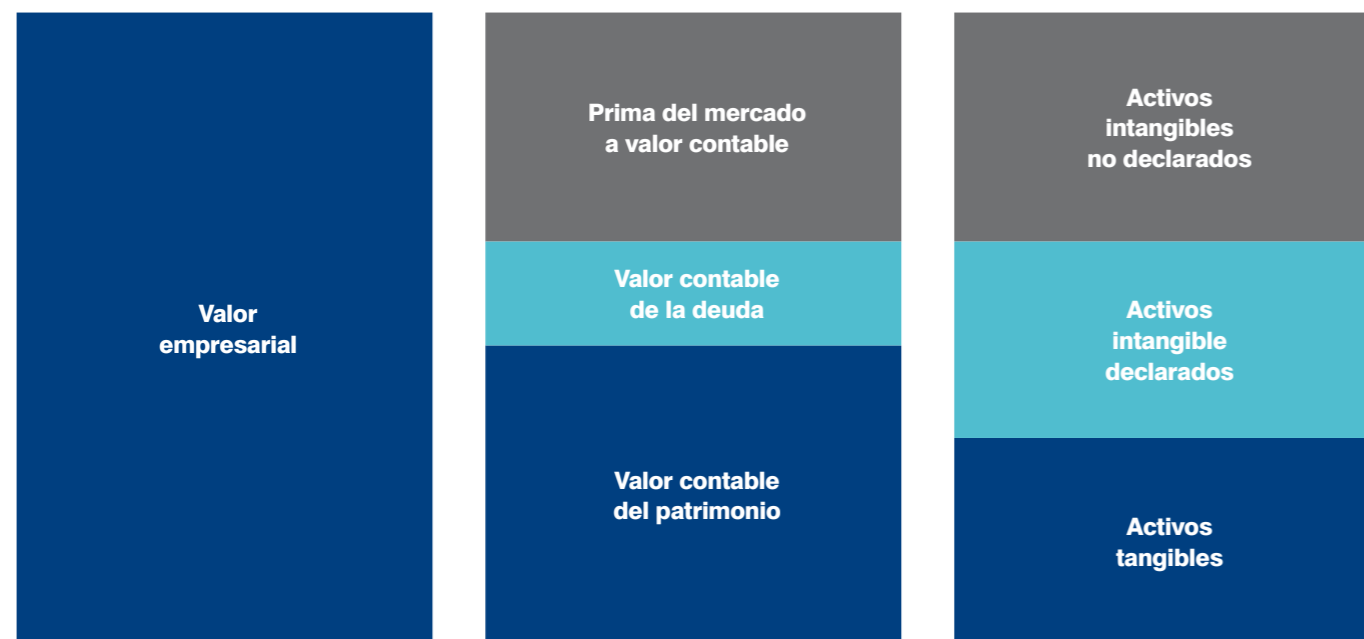 Valor
empresarial
Prima del mercado
a valor contable
Valor contable
de la deuda
Valor contable
del patrimonio
Activos
intangibles
no declarados
Activos
intangible
declarados
Activos
tangibles